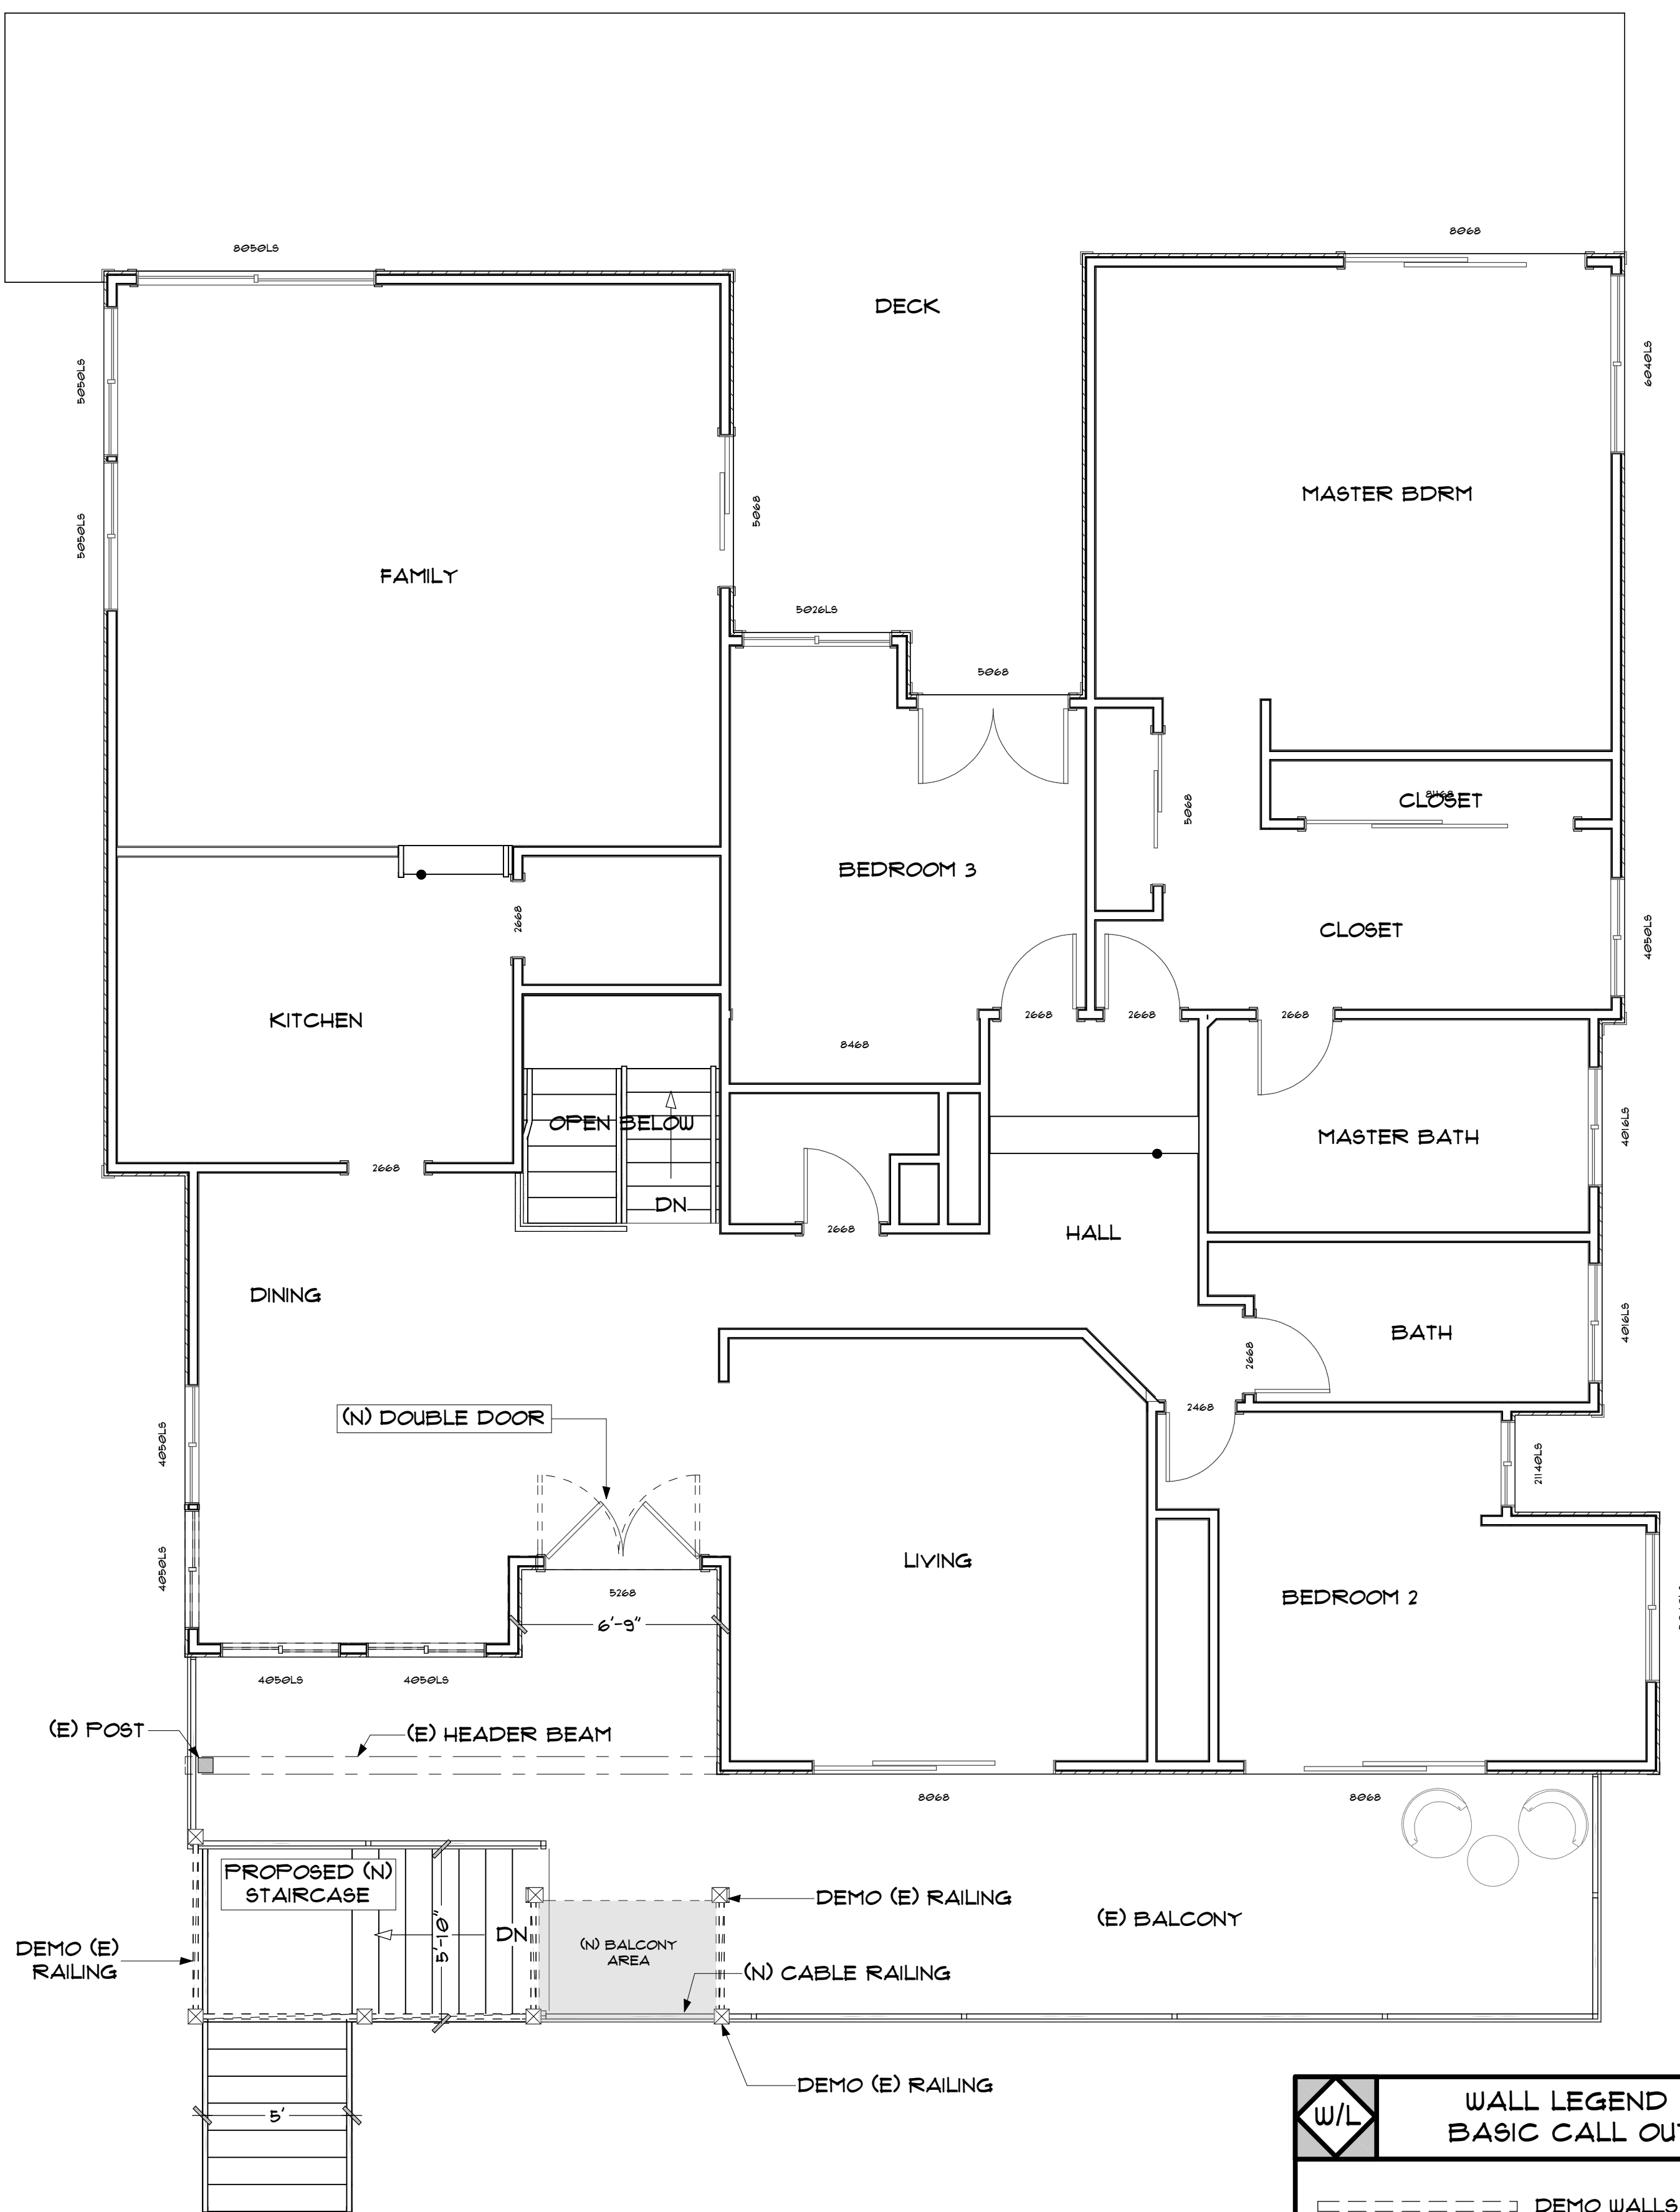 8068
8050LS
DECK
5050LS
6040LS
MASTER BDRM
5068
5050LS
FAMILY
5026LS
5068
CLOSET
5068
BEDROOM 3
2668
CLOSET
4050LS
KITCHEN
2668
2668
2668
8468
OPEN BELOW
4016LS
MASTER BATH
2668
DN
2668
HALL
DINING
4016LS
BATH
2668
2468
(N) DOUBLE DOOR
4050LS
21140LS
LIVING
4050LS
5268
BEDROOM 2
6'-9"
4050LS
4050LS
(E) POST
(E) HEADER BEAM
8068
8068
PROPOSED (N)
STAIRCASE
DEMO (E) RAILING
(E) BALCONY
5'-10"
DN
(N) BALCONY
AREA
DEMO (E)
RAILING
(N) CABLE RAILING
DEMO (E) RAILING
5'
W/L
WALL LEGEND
BASIC CALL OUT
DEMO WALLS